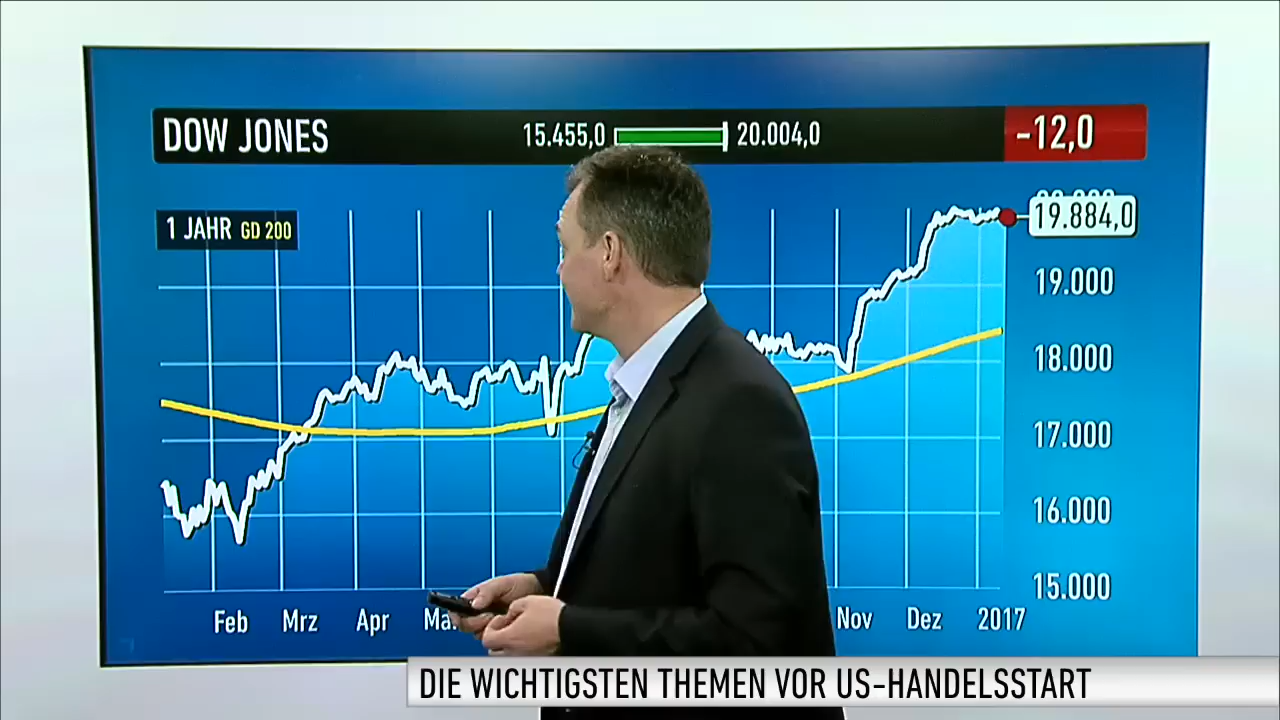 DOW JONES 15.455,0 20.004,0 -12,0
1 JAHR GD 200
19.884,0
19.000
18.000
17.000
16.000
15.000
Feb Mrz Apr Nov Dez 2017
DIE WICHTIGSTEN THEMEN VOR US-HANDELSSTART